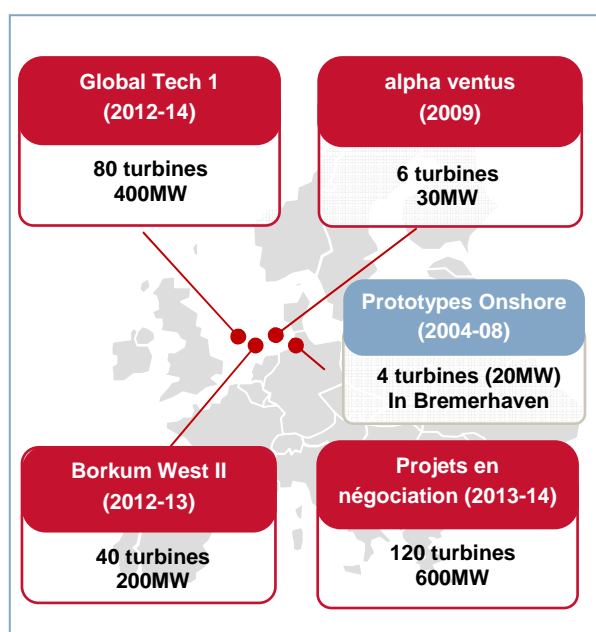 Global Tech 1
(2012-14)
80 turbines
400MW
alpha ventus
(2009)
6 turbines
30MW
Prototypes Onshore
(2004-08)
4 turbines (20MW)
In Bremerhaven
Borkum West II
(2012-13)
40 turbines
200MW
Projets en
négociation (2013-14)
120 turbines
600MW